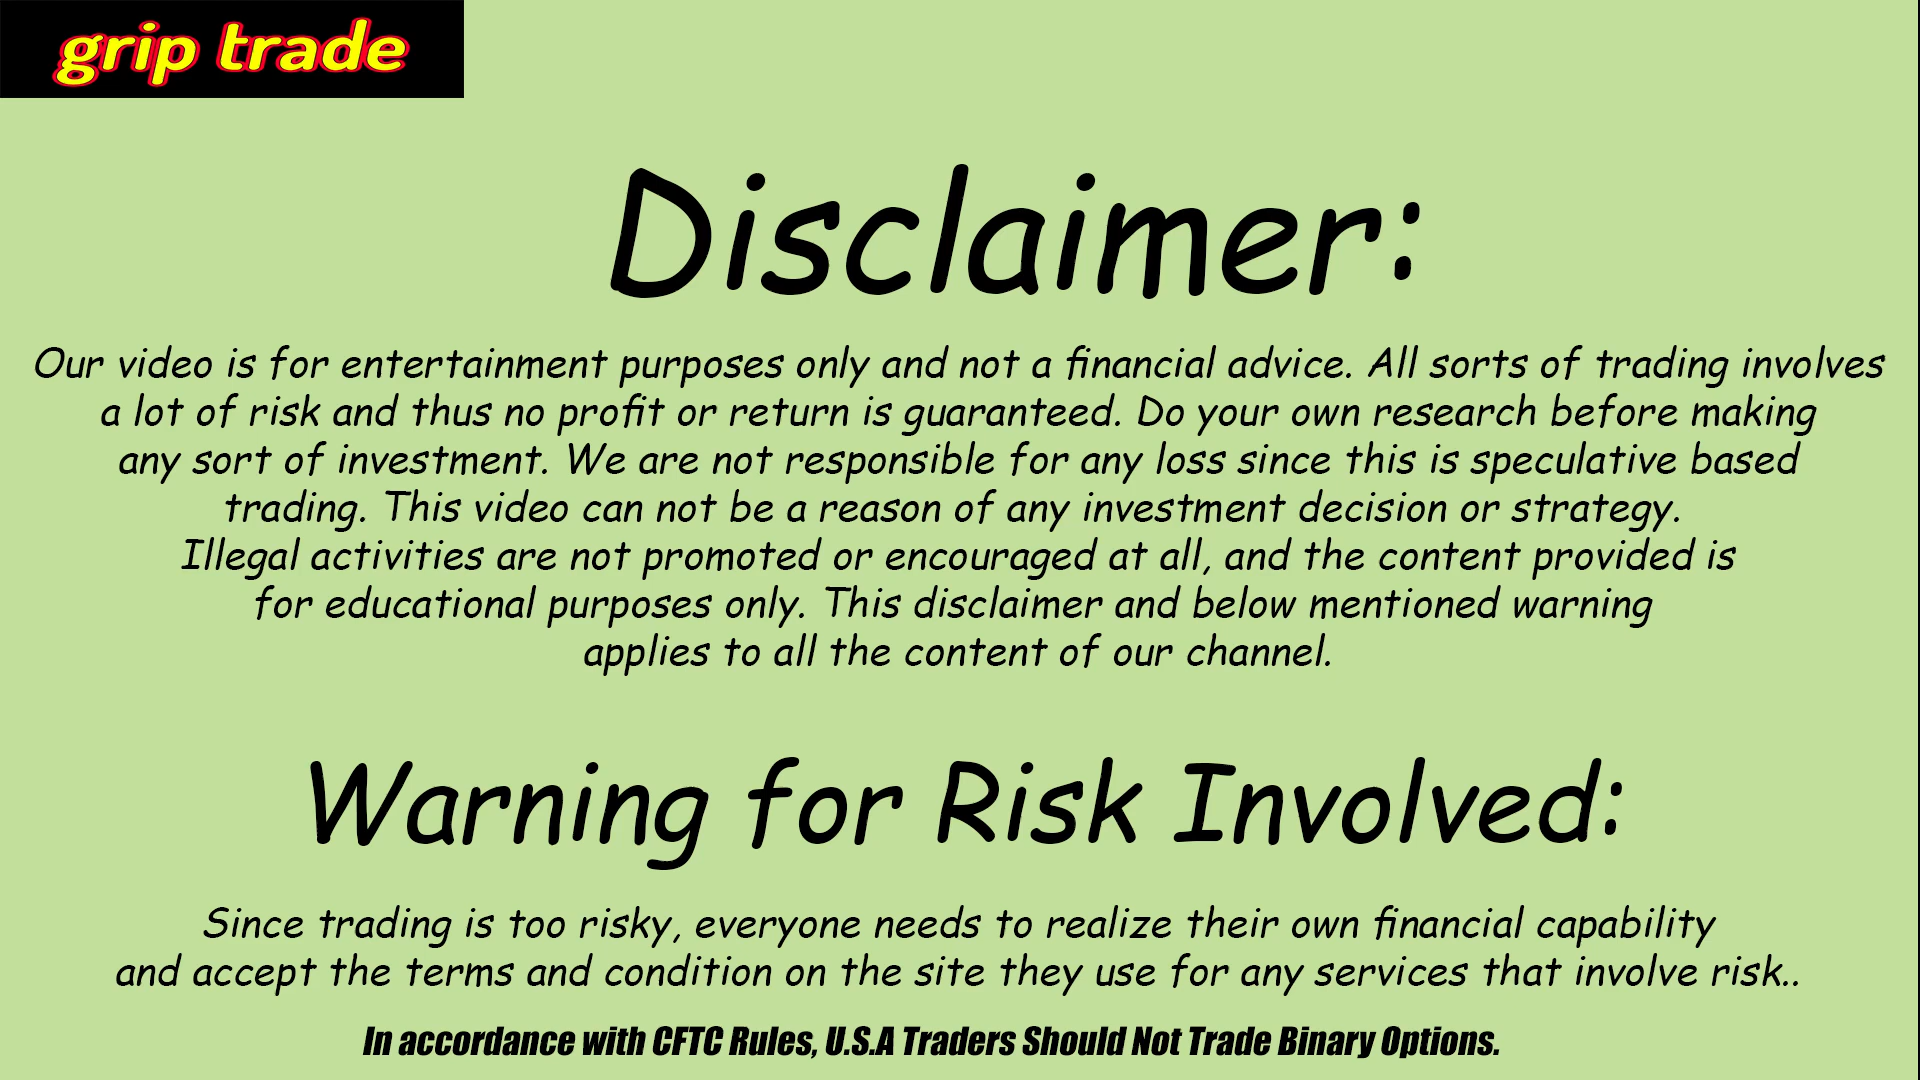 grip trade
Disclaimer:
Our video is for entertainment purposes only and not a financial advice. All sorts of trading involves
a lot of risk and thus no profit or return is guaranteed. Do your own research before making
any sort of investment. We are not responsible for any loss since this is speculative based
trading. This video can not be a reason of any investment decision or strategy.
Illegal activities are not promoted or encouraged at all, and the content provided is
for educational purposes only. This disclaimer and below mentioned warning
applies to all the content of our channel.
Warning for Risk Involved:
Since trading is too risky, everyone needs to realize their own financial capability
and accept the terms and condition on the site they use for any services that involve risk..
In accordance with CFTC Rules, U.S.A Traders Should Not Trade Binary Options.